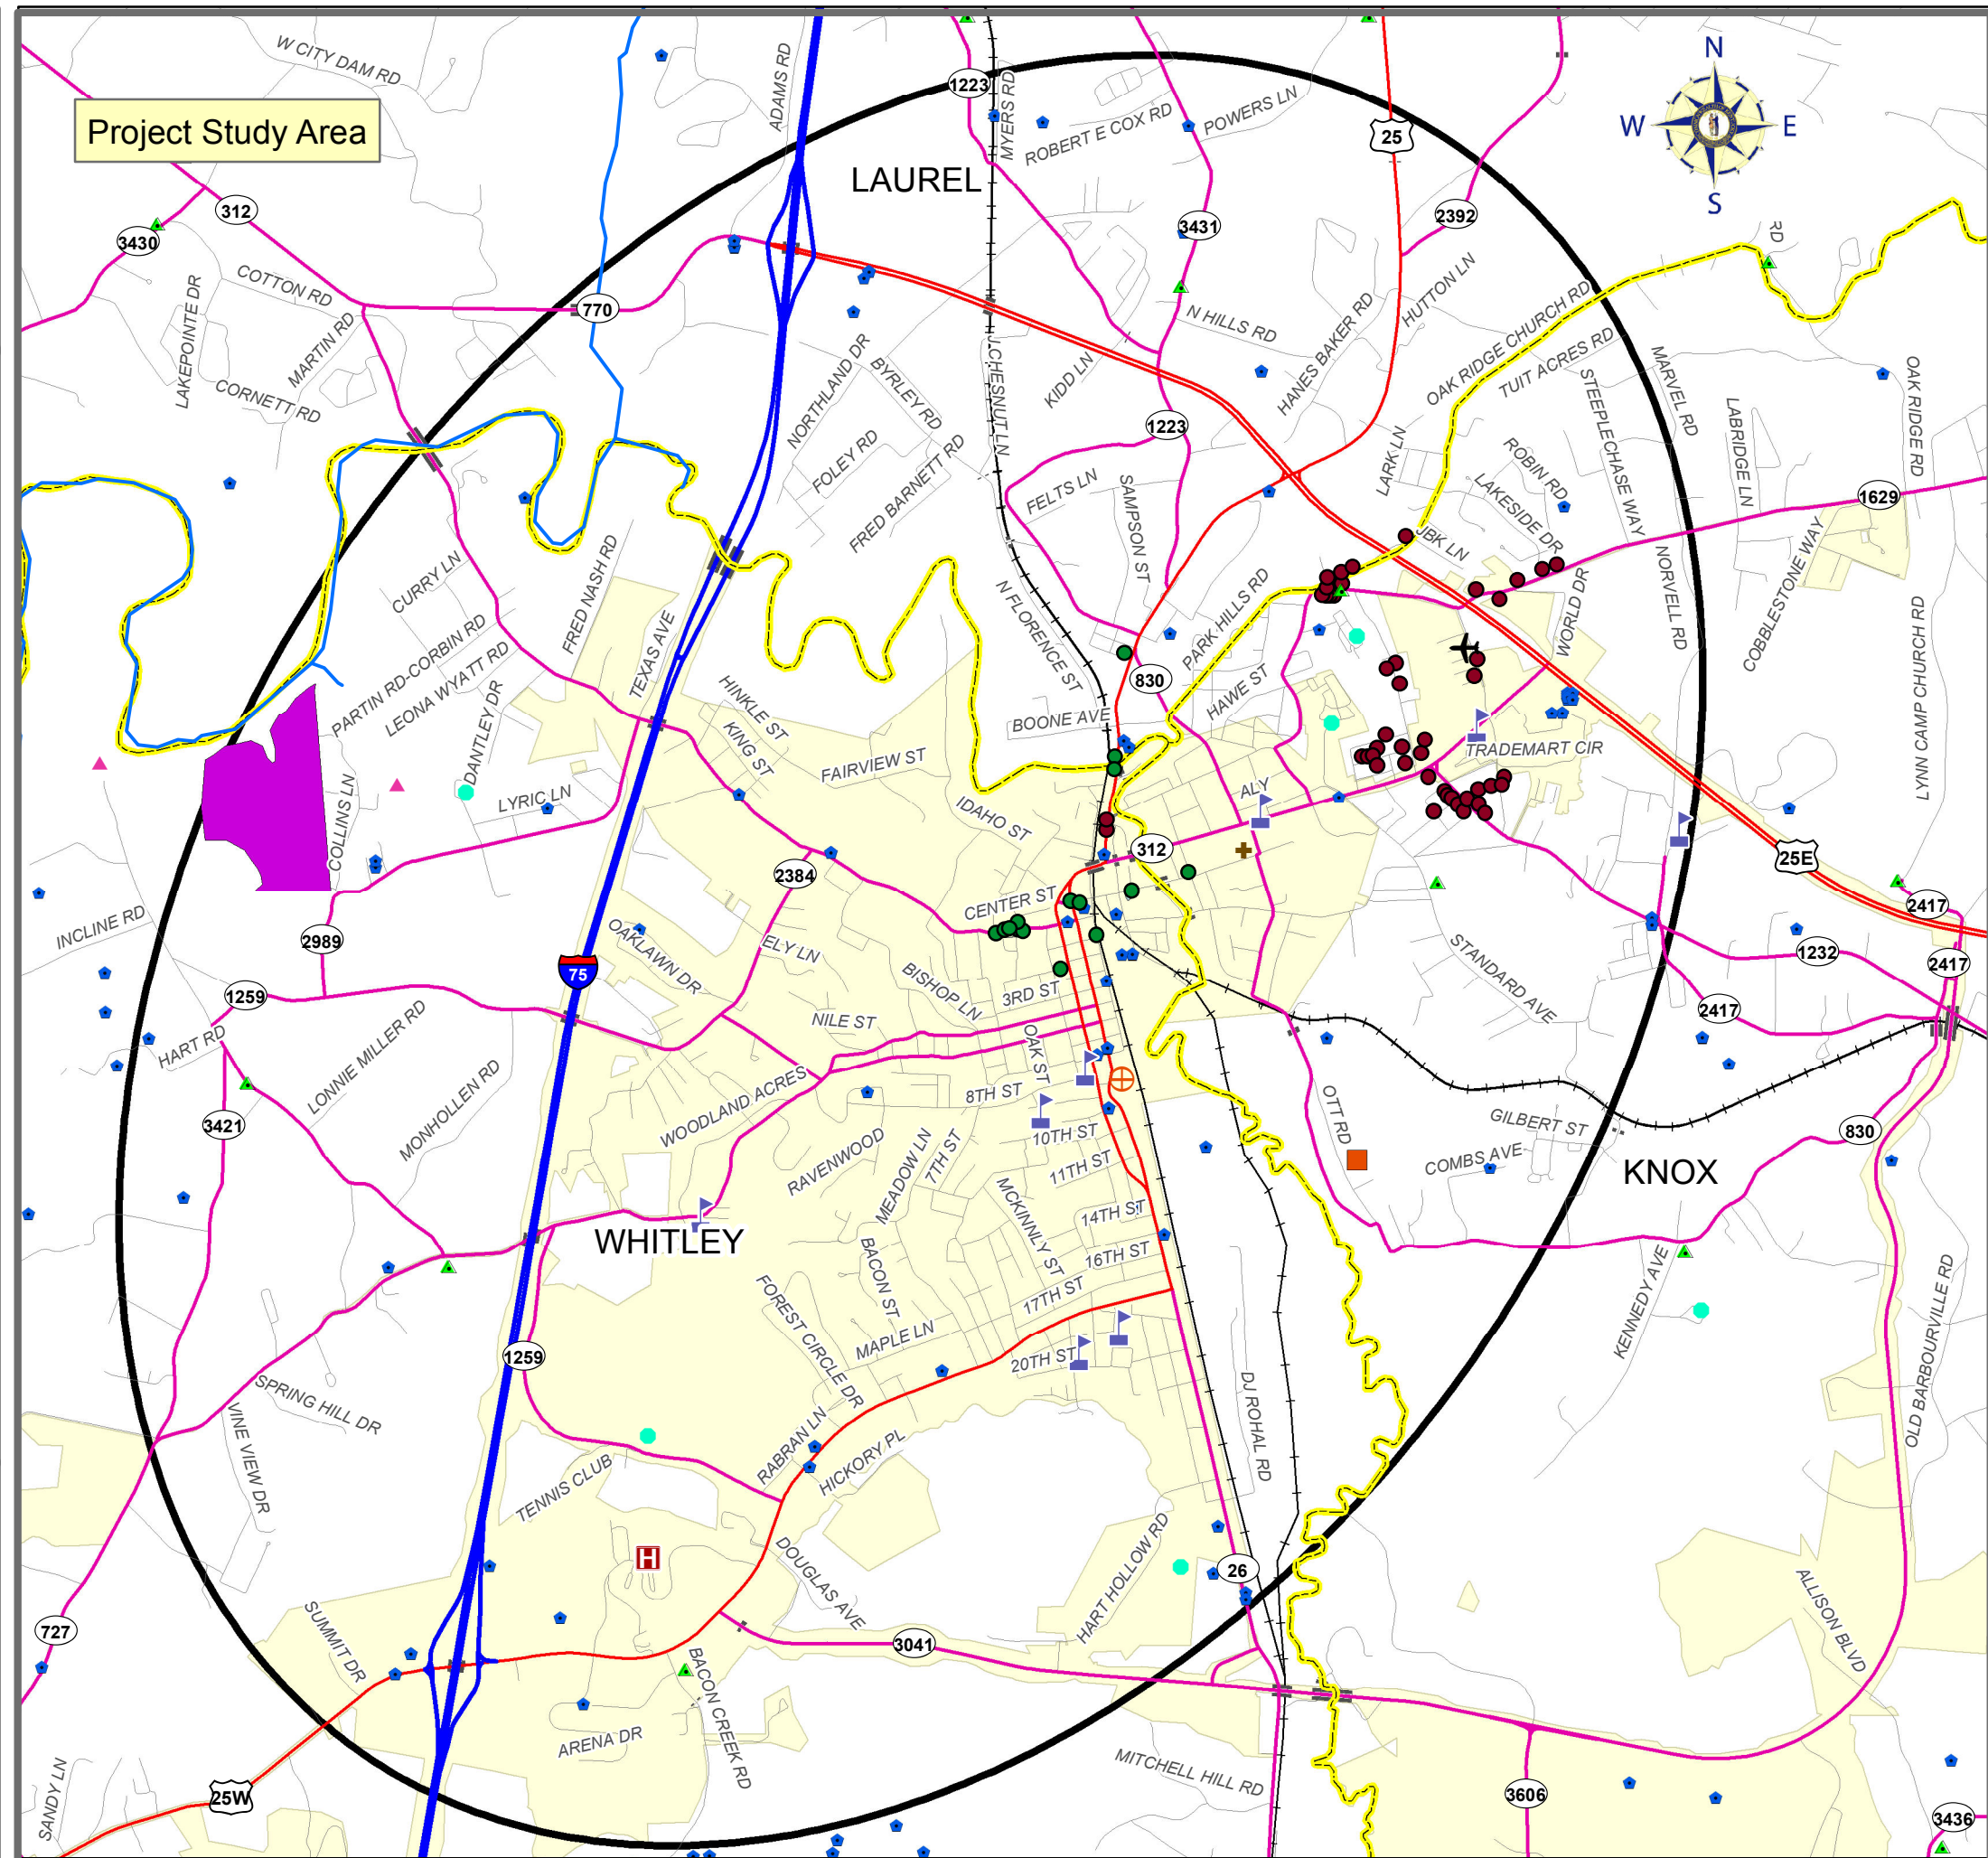 W CITY DAM RD
ADAMS RD
1223
MYERS RD
ROBERT E COX RD
POWERS LN
25
N
W
E
S
Project Study Area
LAUREL
312
3430
3431
2392
RD
COTTON RD
LAKEPOINTE DR
MARTIN RD
CORNETT RD
770
NORTHLAND DR
BYRLEY RD
FOLEY RD
FRED BARNETT RD
J CHESNUT LN
KIDD LN
N HILLS RD
HANES BAKER RD
HUTTON LN
OAK RIDGE CHURCH RD
TUIT ACRES RD
STEEPLECHASE WAY
MARVEL RD
LABRIDGE LN
OAK RIDGE RD
1223
FELTS LN
SAMPSON ST
LARK LN
ROBIN RD
LAKESIDE DR
JBK LN
1629
CURRY LN
FRED NASH RD
TEXAS AVE
N FLORENCE ST
PARK HILLS RD
WORLD DR
NORVELL RD
COBBLESTONE WAY
LYNN CAMP CHURCH RD
PARTIN RD-CORBIN RD
LEONA WYATT RD
DANTLEY DR
HINKLE ST
KING ST
830
HAWE ST
BOONE AVE
FAIRVIEW ST
TRADEMART CIR
LYRIC LN
IDAHO ST
ALY
COLLINS LN
312
25E
2384
CENTER ST
2417
INCLINE RD
2989
OAKLAWN DR
ELY LN
BISHOP LN
STANDARD AVE
1232
2417
75
1259
3RD ST
2417
NILE ST
HART RD
LONNIE MILLER RD
MONHOLLEN RD
OAK ST
8TH ST
WOODLAND ACRES
3421
OTT RD
GILBERT ST
830
RAVENWOOD
MEADOW LN
7TH ST
10TH ST
11TH ST
COMBS AVE
KNOX
MCKINNLY ST
14TH ST
WHITLEY
BACON ST
16TH ST
17TH ST
FOREST CIRCLE DR
MAPLE LN
20TH ST
KENNEDY AVE
OLD BARBOURVILLE RD
1259
DJ ROHAL RD
SPRING HILL DR
VINE VIEW DR
RABRAN LN
HICKORY PL
TENNIS CLUB
H
DOUGLAS AVE
HART HOLLOW RD
26
ALLISON BLVD
727
SUMMIT DR
3041
BACON CREEK RD
ARENA DR
MITCHELL HILL RD
SANDY LN
25W
3606
3436